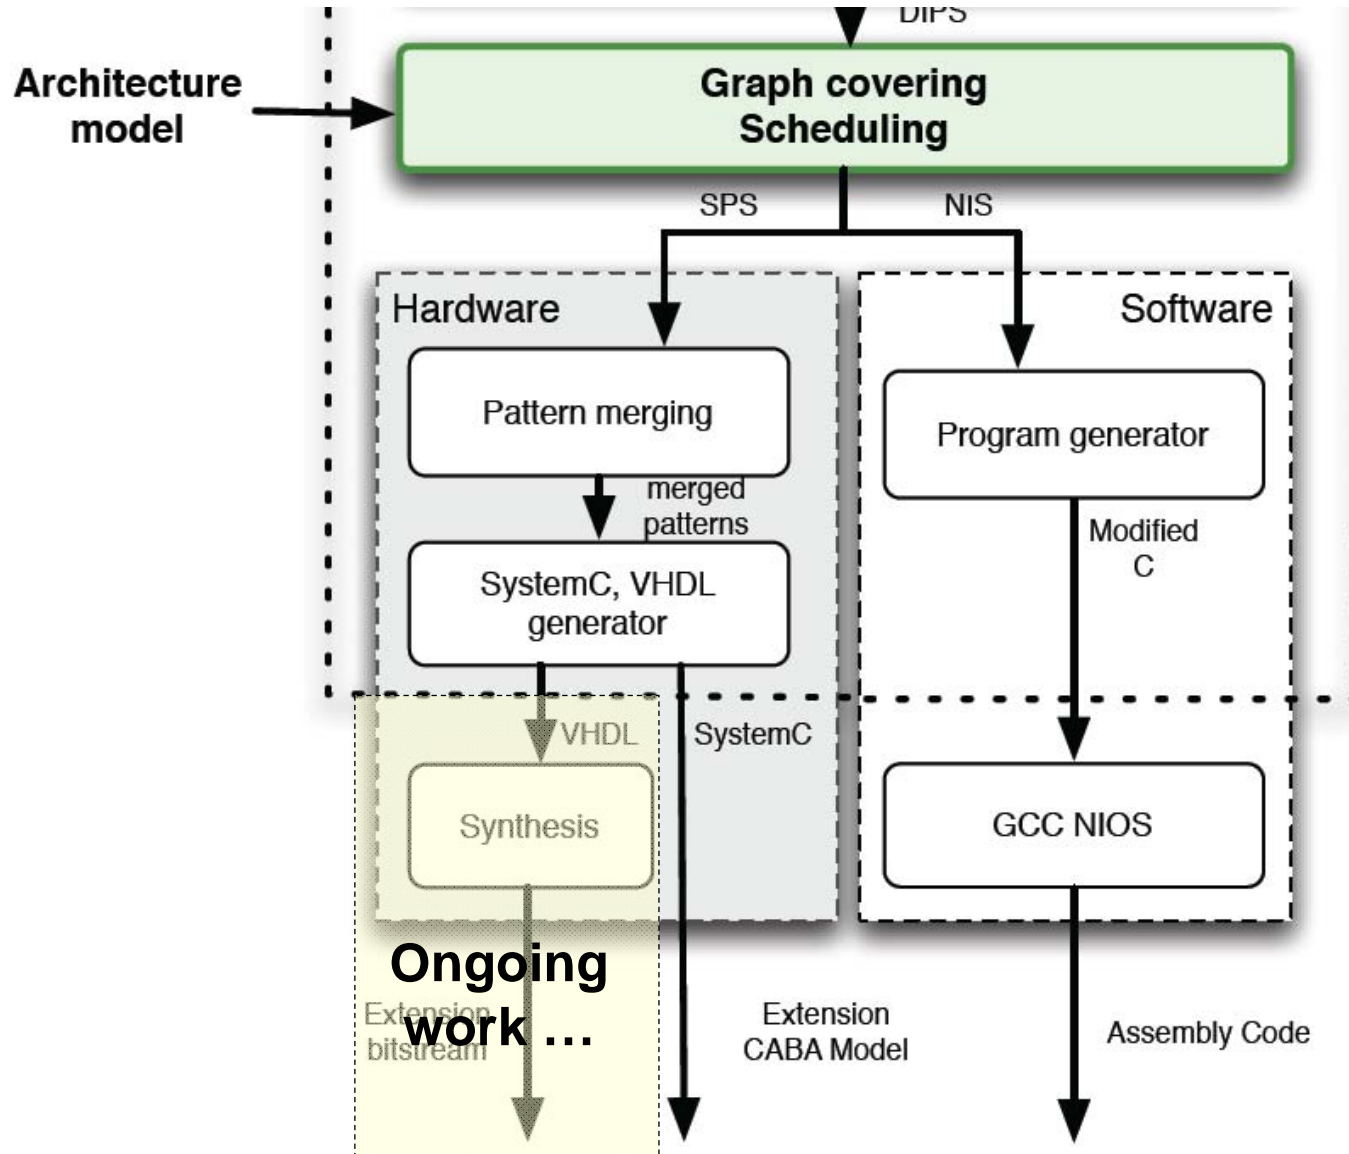 DIPS
Architecture
model
Graph covering
Scheduling
SPS
NIS
Hardware
Software
Pattern merging
Program generator
merged
patterns
Modified
C
SystemC, VHDL
generator
VHDL
SystemC
Synthesis
GCC NIOS
Ongoing
work ...
Extension
bitstream
Extension
CABA Model
Assembly Code